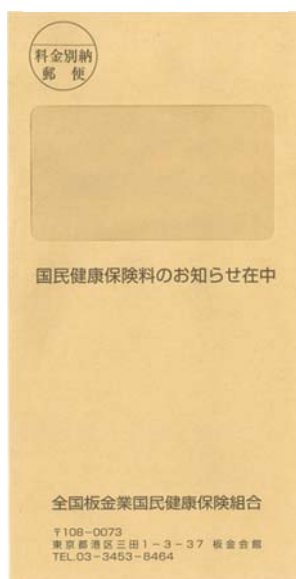 料金別納
郵便
国民健康保険料のお知らせ在中
全国板金業国民健康保険組合
〒108-0073
東京都港区三田1-3-37 板金会館
TEL.03-3453-8464